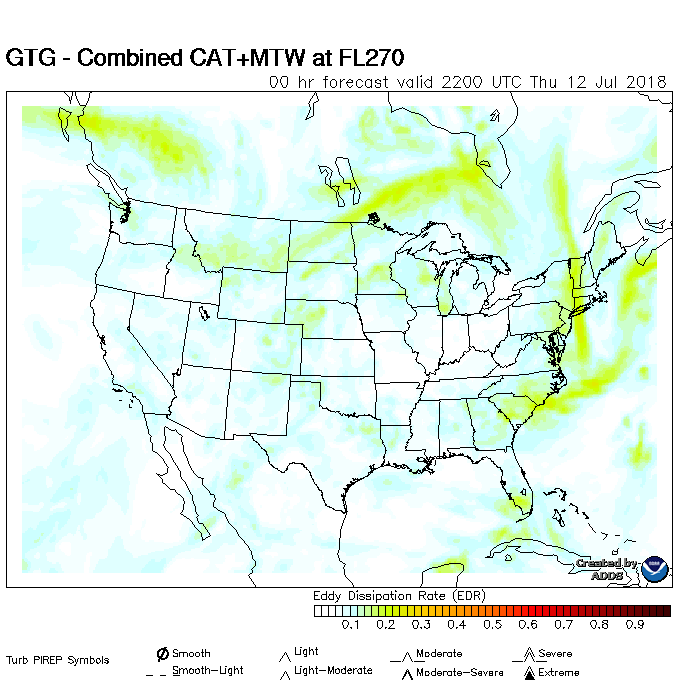 GTG - Combined CAT+MTW at FL270
00 hr forecast valid 2200 UTC Thu 12 Jul 2018
Created by
ADDS
Eddy Dissipation Rate (EDR)
0.1 0.2 0.3 0.4 0.5 0.6 0.7 0.8 0.9
Turb PIREP Symbols
Smooth Light Moderate Severe
Smooth-Light Light-Moderate Moderate-Severe Extreme